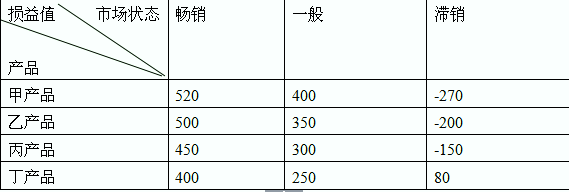 损益值 市场状态 畅销 一般 滞销
产品
甲产品 520 400 -270
乙产品 500 350 -200
丙产品 450 300 -150
丁产品 400 250 80